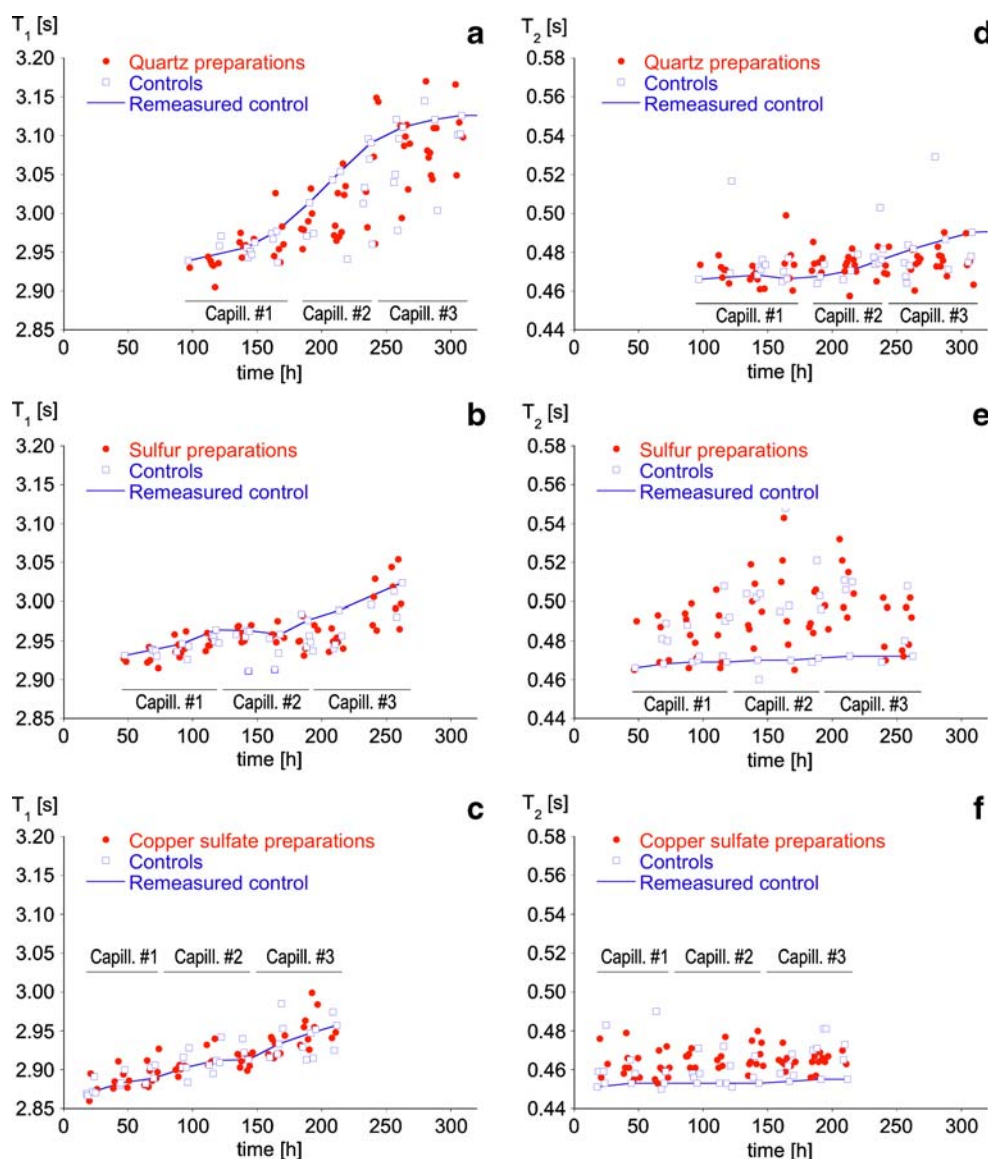 T1 [s]
a
3.20
3.15
3.10
3.05
3.00
2.95
2.90
2.85
Quartz preparations
Controls
Remeasured control
Capill. #1
Capill. #2
Capill. #3
0 50 100 150 200 250 300
time [h]
T2 [s]
d
0.58
0.56
0.54
0.52
0.50
0.48
0.46
0.44
Quartz preparations
Controls
Remeasured control
Capill. #1
Capill. #2
Capill. #3
0 50 100 150 200 250 300
time [h]
T1 [s]
b
3.20
3.15
3.10
3.05
3.00
2.95
2.90
2.85
Sulfur preparations
Controls
Remeasured control
Capill. #1
Capill. #2
Capill. #3
0 50 100 150 200 250 300
time [h]
T2 [s]
e
0.58
0.56
0.54
0.52
0.50
0.48
0.46
0.44
Sulfur preparations
Controls
Remeasured control
Capill. #1
Capill. #2
Capill. #3
0 50 100 150 200 250 300
time [h]
T1 [s]
c
3.20
3.15
3.10
3.05
3.00
2.95
2.90
2.85
Copper sulfate preparations
Controls
Remeasured control
Capill. #1
Capill. #2
Capill. #3
0 50 100 150 200 250 300
time [h]
T2 [s]
f
0.58
0.56
0.54
0.52
0.50
0.48
0.46
0.44
Copper sulfate preparations
Controls
Remeasured control
Capill. #1
Capill. #2
Capill. #3
0 50 100 150 200 250 300
time [h]